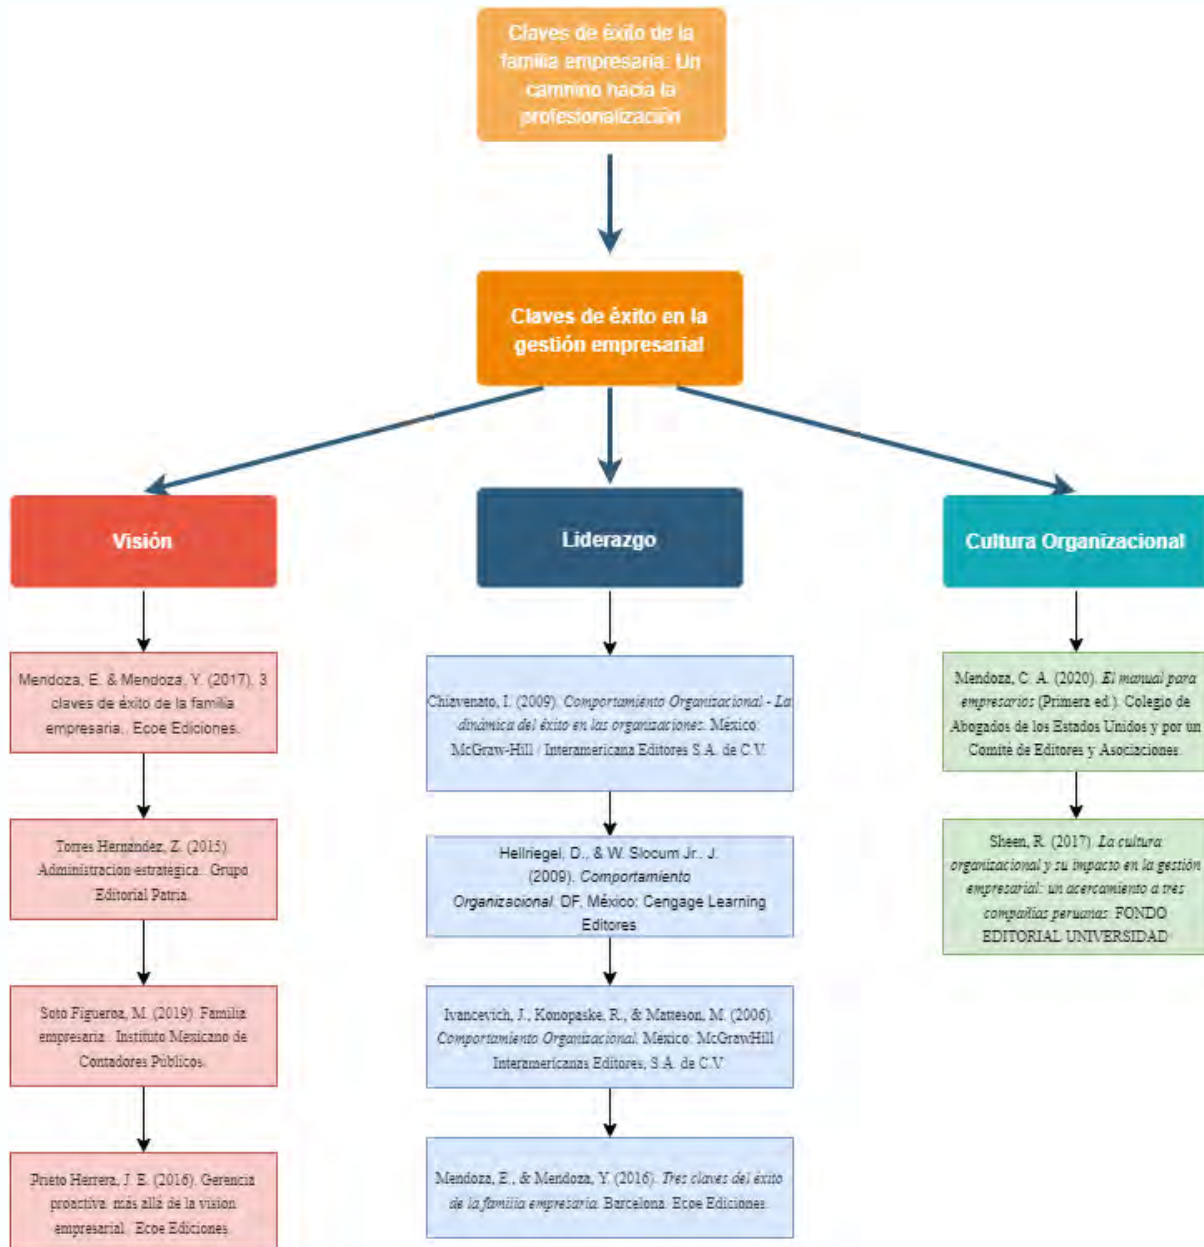 Claves de éxito de la
familia empresaria: Un
camnino hacia la
profesionalización
Claves de éxito en la
gestión empresarial
Visión
Mendoza, E. & Mendoza, Y. (2017). 3
claves de éxito de la familia
empresaria.. Ecoe Ediciones.
Torres Hernández, Z. (2015).
Administración estratégica.. Grupo
Editorial Patria.
Soto Figueroa, M. (2019). Familia
empresaria.. Instituto Mexicano de
Contadores Públicos.
Prieto Herrera, J. E. (2016). Gerencia
proactiva: más allá de la visión
empresarial.. Ecoe Ediciones
Liderazgo
Chiavenato, I. (2009). Comportamiento Organizacional - La
dinámica del éxito en las organizaciones. México:
McGraw-Hill / Interamericana Editores S.A. de C.V.
Hellriegel, D., & W. Slocum Jr., J.
(2009). Comportamiento
Organizacional. DF, México: Cengage Learning
Editores
Ivancevich, J., Konopaske, R., & Matteson, M. (2006).
Comportamiento Organizacional. México: McGrawHill /
Interamericanas Editores, S.A. de C.V.
Mendoza, E., & Mendoza, Y. (2016). Tres claves del éxito
de la familia empresaria. Barcelona: Ecoe Ediciones.
Cultura Organizacional
Mendoza, C. A. (2020). El manual para
empresarios (Primera ed.). Colegio de
Abogados de los Estados Unidos y por un
Comité de Editores y Asociaciones.
Sheen, R. (2017). La cultura
organizacional y su impacto en la gestión
empresarial: un acercamiento a tres
compañías peruanas. FONDO
EDITORIAL UNIVERSIDAD